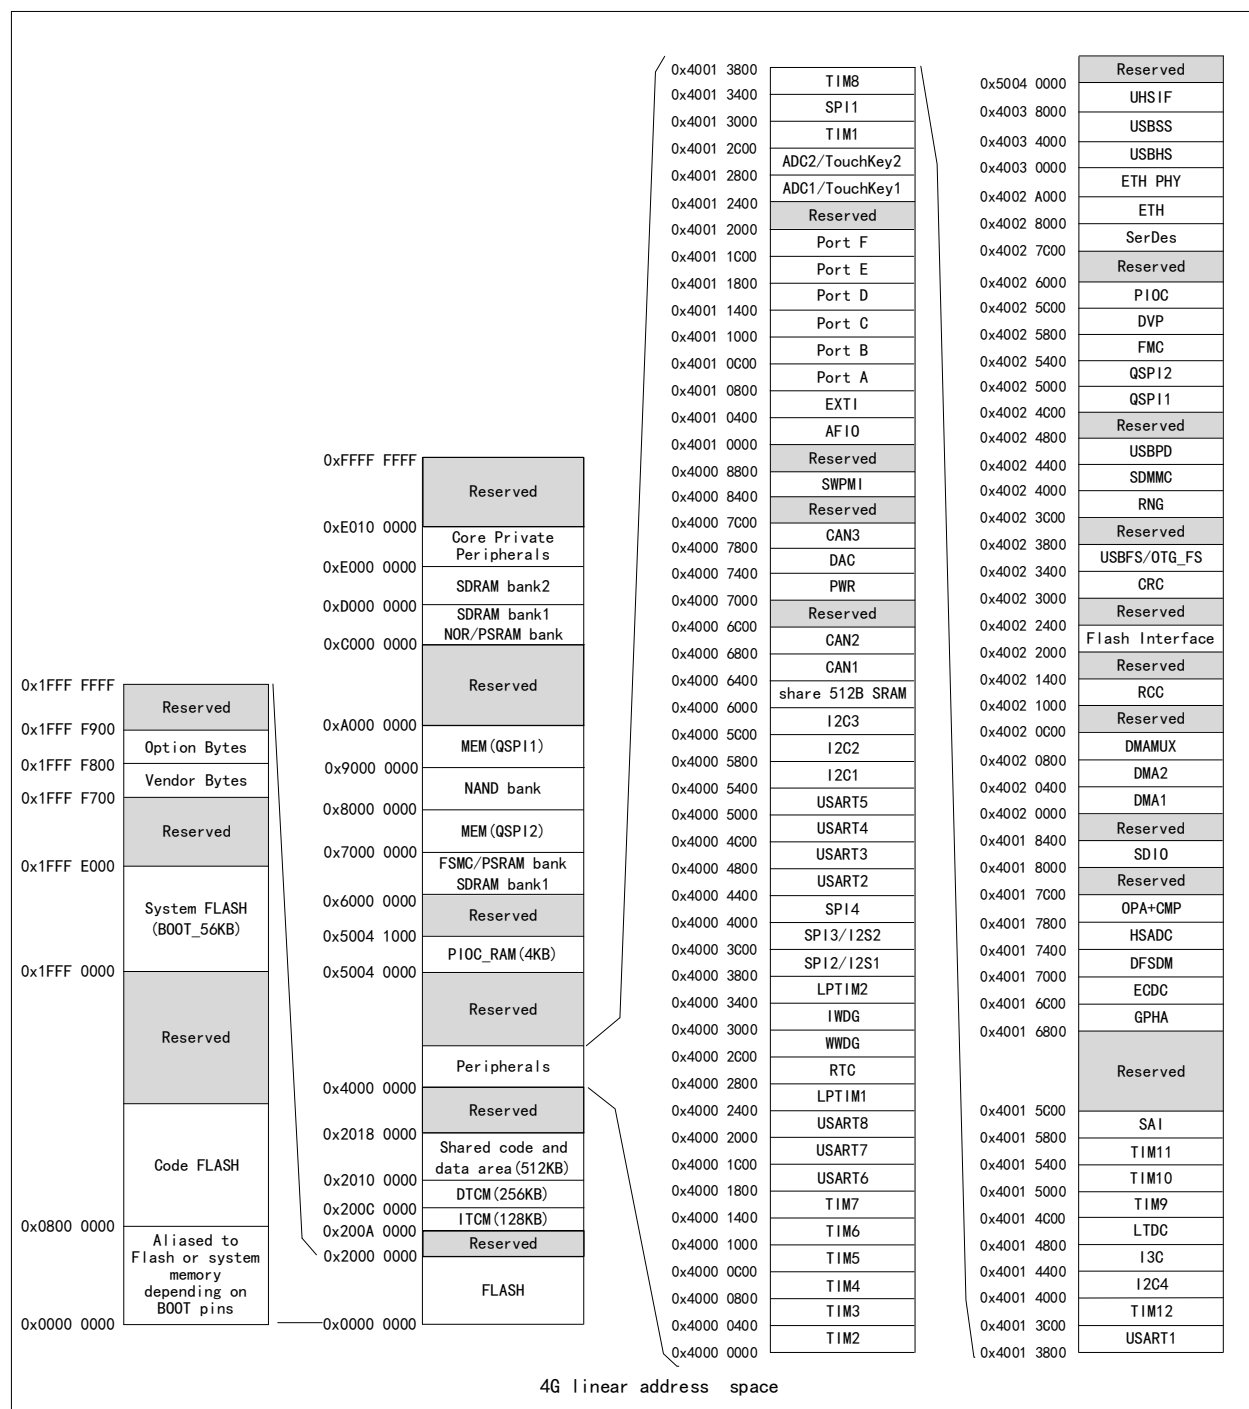 0x1FFF FFFF
Reserved
0x1FFF F900
Option Bytes
0x1FFF F800
Vendor Bytes
0x1FFF F700
Reserved
0x1FFF E000
System FLASH
(BOOT_56KB)
0x1FFF 0000
Reserved
Code FLASH
0x0800 0000
Aliased to
Flash or system
memory
depending on
BOOT pins
0x0000 0000
0xFFFF FFFF
Reserved
0xE010 0000
Core Private
Peripherals
0xE000 0000
SDRAM bank2
0xD000 0000
SDRAM bank1
NOR/PSRAM bank
0xC000 0000
Reserved
0xA000 0000
MEM(QSPI1)
0x9000 0000
NAND bank
0x8000 0000
MEM(QSPI2)
0x7000 0000
FSMC/PSRAM bank
SDRAM bank1
0x6000 0000
Reserved
0x5004 1000
PIOC_RAM(4KB)
0x5004 0000
Reserved
Peripherals
0x4000 0000
Reserved
0x2018 0000
Shared code and
data area(512KB)
0x2010 0000
DTCM(256KB)
0x200C 0000
ITCM(128KB)
0x200A 0000
Reserved
0x2000 0000
FLASH
0x0000 0000
0x4001 3800
TIM8
0x4001 3400
SPI1
0x4001 3000
TIM1
0x4001 2C00
ADC2/TouchKey2
0x4001 2800
ADC1/TouchKey1
0x4001 2400
Reserved
0x4001 2000
Port F
0x4001 1C00
Port E
0x4001 1800
Port D
0x4001 1400
Port C
0x4001 1000
Port B
0x4001 0C00
Port A
0x4001 0800
EXTI
0x4001 0400
AFIO
0x4001 0000
Reserved
0x4000 8800
SWPMI
0x4000 8400
Reserved
0x4000 7C00
CAN3
0x4000 7800
DAC
0x4000 7400
PWR
0x4000 7000
Reserved
0x4000 6C00
CAN2
0x4000 6800
CAN1
0x4000 6400
share 512B SRAM
0x4000 6000
I2C3
0x4000 5C00
I2C2
0x4000 5800
I2C1
0x4000 5400
USART5
0x4000 5000
USART4
0x4000 4C00
USART3
0x4000 4800
USART2
0x4000 4400
SPI4
0x4000 4000
SPI3/I2S2
0x4000 3C00
SPI2/I2S1
0x4000 3800
LPTIM2
0x4000 3400
IWDG
0x4000 3000
WWDG
0x4000 2C00
RTC
0x4000 2800
LPTIM1
0x4000 2400
USART8
0x4000 2000
USART7
0x4000 1C00
USART6
0x4000 1800
TIM7
0x4000 1400
TIM6
0x4000 1000
TIM5
0x4000 0C00
TIM4
0x4000 0800
TIM3
0x4000 0400
TIM2
0x4000 0000
Reserved
0x5004 0000
UHSIF
0x4003 8000
USBSS
0x4003 4000
USBHS
0x4003 0000
ETH PHY
0x4002 A000
ETH
0x4002 8000
SerDes
0x4002 7C00
Reserved
0x4002 6000
PIOC
0x4002 5C00
DVP
0x4002 5800
FMC
0x4002 5400
QSPI2
0x4002 5000
QSPI1
0x4002 4C00
Reserved
0x4002 4800
USBPD
0x4002 4400
SDMMC
0x4002 4000
RNG
0x4002 3C00
Reserved
0x4002 3800
USBFS/OTG_FS
0x4002 3400
CRC
0x4002 3000
Reserved
0x4002 2400
Flash Interface
0x4002 2000
Reserved
0x4002 1400
RCC
0x4002 1000
Reserved
0x4002 0C00
DMAMUX
0x4002 0800
DMA2
0x4002 0400
DMA1
0x4002 0000
Reserved
0x4001 8400
SDIO
0x4001 8000
Reserved
0x4001 7C00
OPA+CMP
0x4001 7800
HSADC
0x4001 7400
DFSDM
0x4001 7000
ECDC
0x4001 6C00
GPHA
0x4001 6800
Reserved
0x4001 5C00
SAI
0x4001 5800
TIM11
0x4001 5400
TIM10
0x4001 5000
TIM9
0x4001 4C00
LTDC
0x4001 4800
I3C
0x4001 4400
I2C4
0x4001 4000
TIM12
0x4001 3C00
USART1
0x4001 3800
4G linear address space